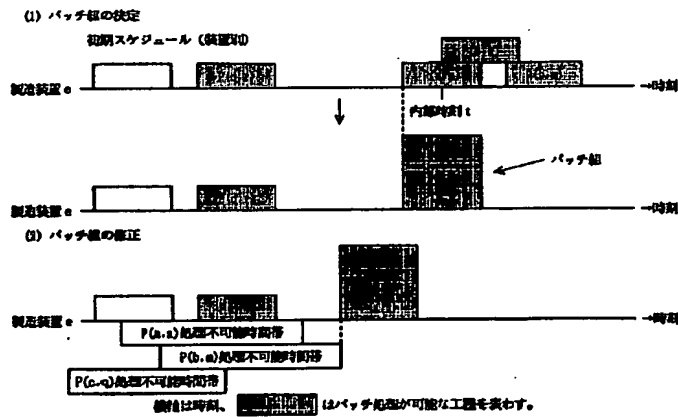 (1) バッチ組の決定
初期スケジュール（装置別）
製造装置 e
→時刻
内部時刻 t
バッチ組
製造装置 e
→時刻
(2) バッチ組の修正
製造装置 e
→時刻
P(a,n)処理不可能時間帯
P(b,m)処理不可能時間帯
P(c,q)処理不可能時間帯
横軸は時刻、 はバッチ処理が可能な工程を表わす。